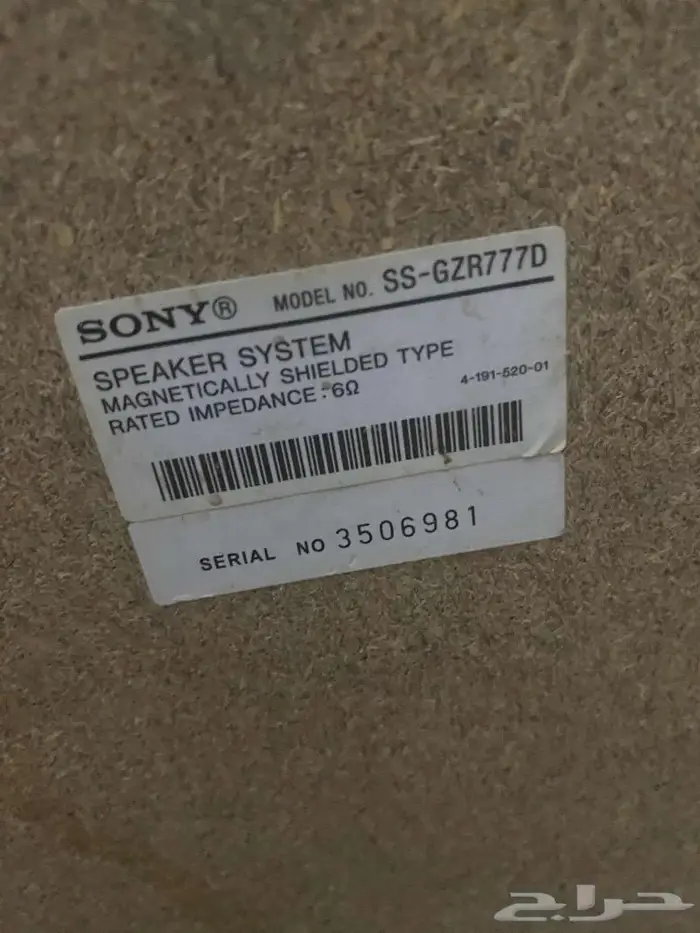 SONY® MODEL NO. SS-GZR777D
SPEAKER SYSTEM
MAGNETICALLY SHIELDED TYPE
RATED IMPEDANCE : 6Ω
4-191-520-01
SERIAL NO 3506981
حراج